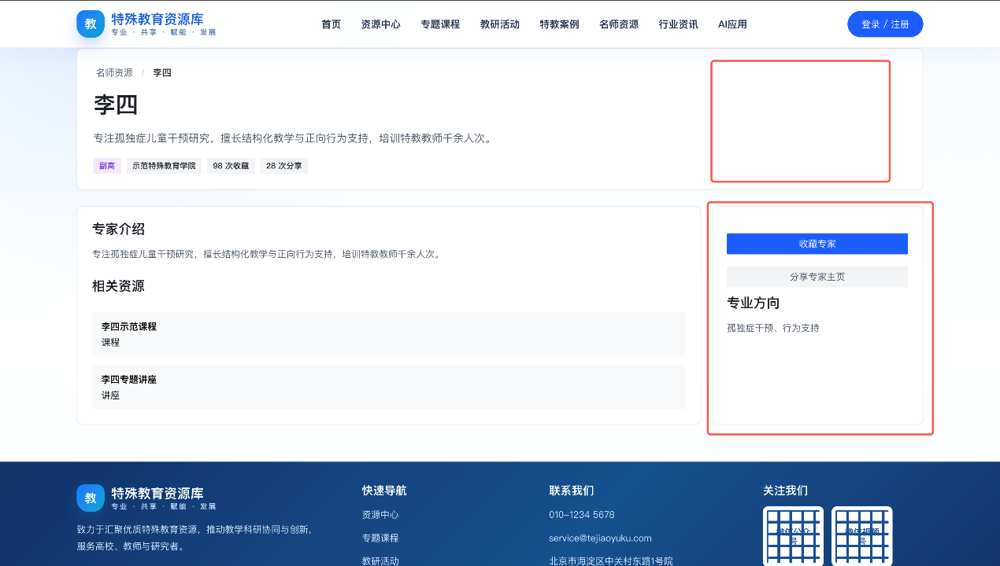 教
特殊教育资源库
专业 · 共享 · 赋能 · 发展
首页 资源中心 专题课程 教研活动 特教案例 名师资源 行业资讯 AI应用
登录 / 注册
名师资源 / 李四
李四
专注孤独症儿童干预研究，擅长结构化教学与正向行为支持，培训特教教师千余人次。
副高 示范特殊教育学院 98 次收藏 28 次分享
专家介绍
专注孤独症儿童干预研究，擅长结构化教学与正向行为支持，培训特教教师千余人次。
相关资源
李四示范课程
课程
李四专题讲座
讲座
收藏专家
分享专家主页
专业方向
孤独症干预、行为支持
教
特殊教育资源库
专业 · 共享 · 赋能 · 发展
致力于汇聚优质特殊教育资源，推动教学科研协同与创新，
服务高校、教师与研究者。
快速导航
资源中心
专题课程
教研活动
联系我们
010-1234 5678
service@tejiaoyuku.com
北京市海淀区中关村东路1号院
关注我们
微信公众
号
微信视频
号